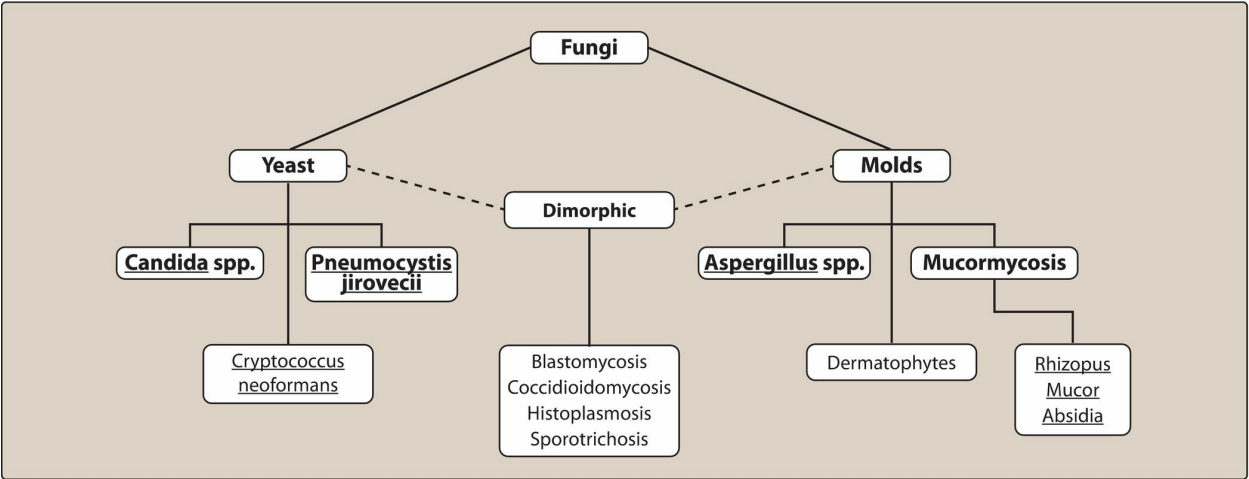 Fungi
Yeast
Molds
Dimorphic
Candida spp.
Pneumocystis
jirovecii
Aspergillus spp.
Mucormycosis
Cryptococcus
neoformans
Blastomycosis
Coccidioidomycosis
Histoplasmosis
Sporotrichosis
Dermatophytes
Rhizopus
Mucor
Absidia